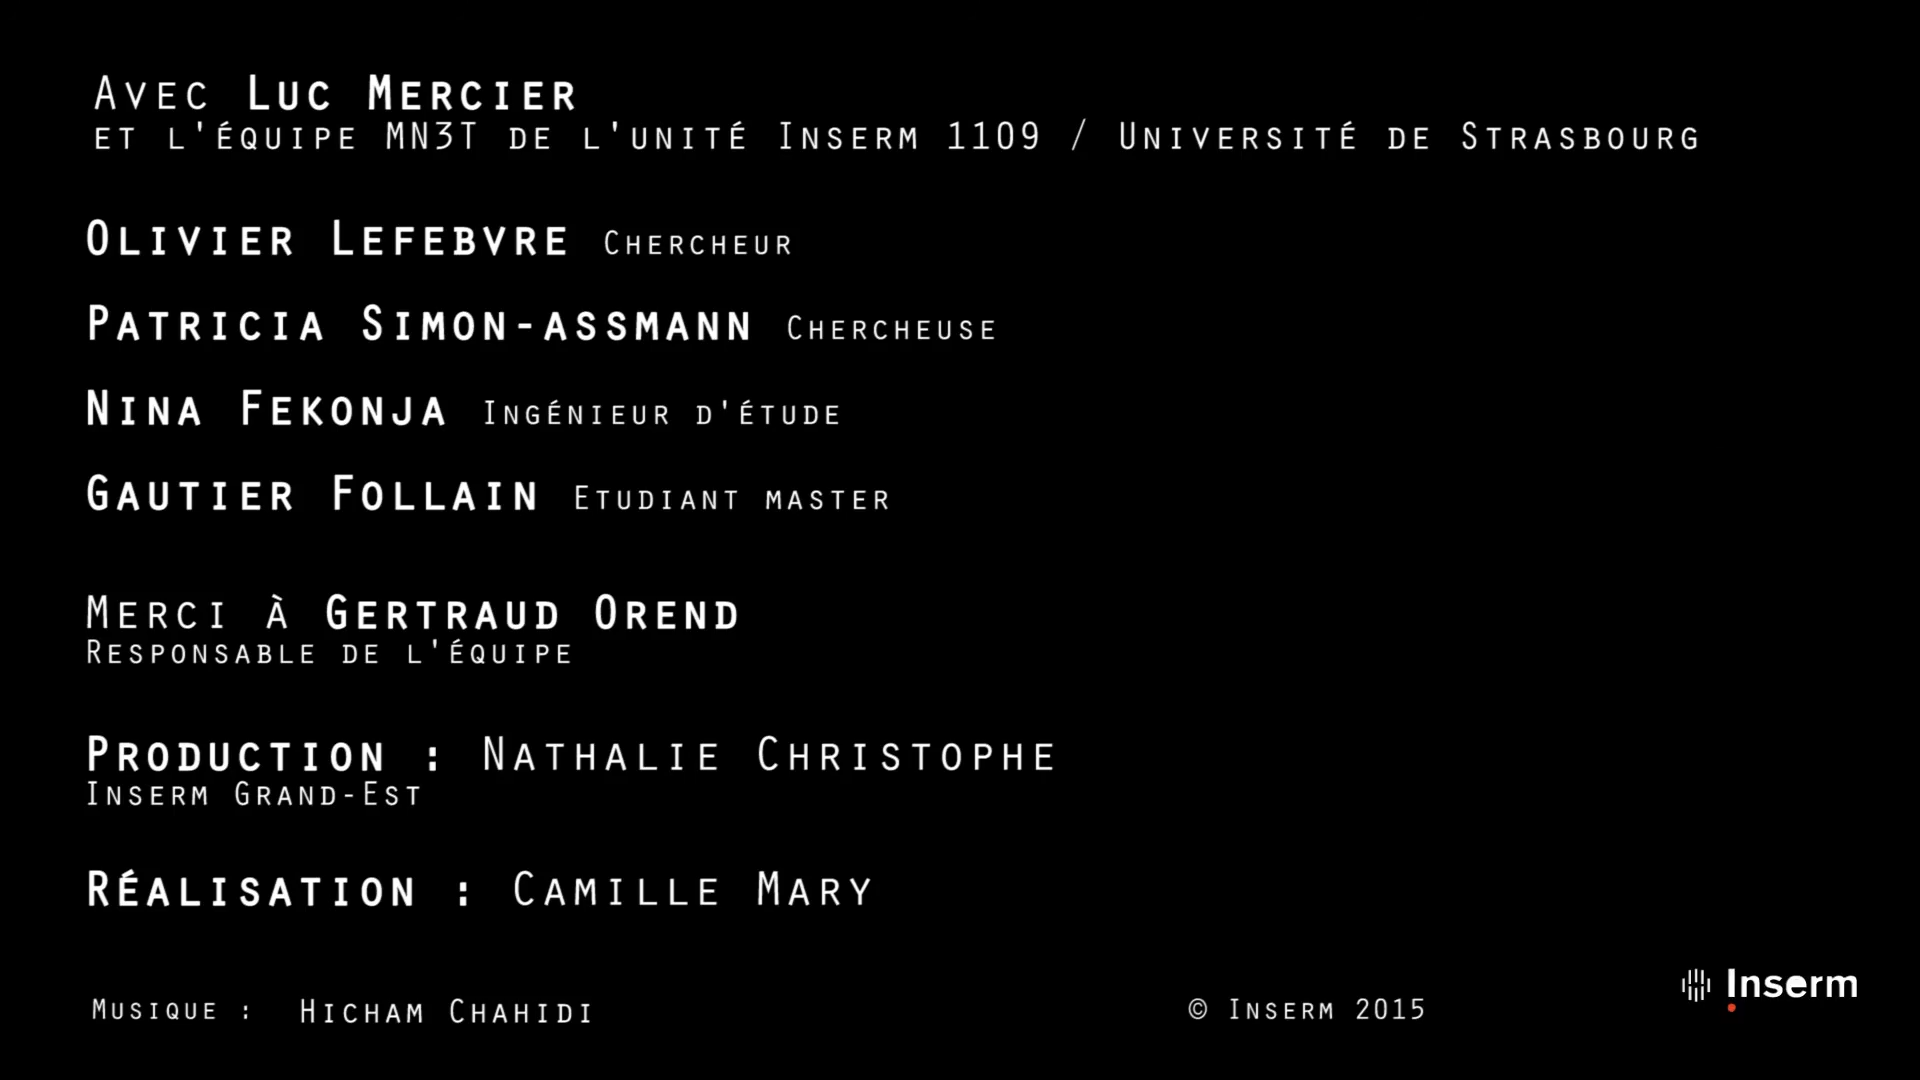 Avec Luc Mercier
et l'équipe MN3T de l'unité Inserm 1109 / Université de Strasbourg
Olivier Lefebvre Chercheur
Patricia Simon-assmann Chercheuse
Nina Fekonja Ingénieur d'étude
Gautier Follain Etudiant master
Merci à Gertraud Orend
Responsable de l'équipe
Production : Nathalie Christophe
Inserm Grand-Est
Réalisation : Camille Mary
Musique : Hicham Chahidi
© Inserm 2015
Inserm